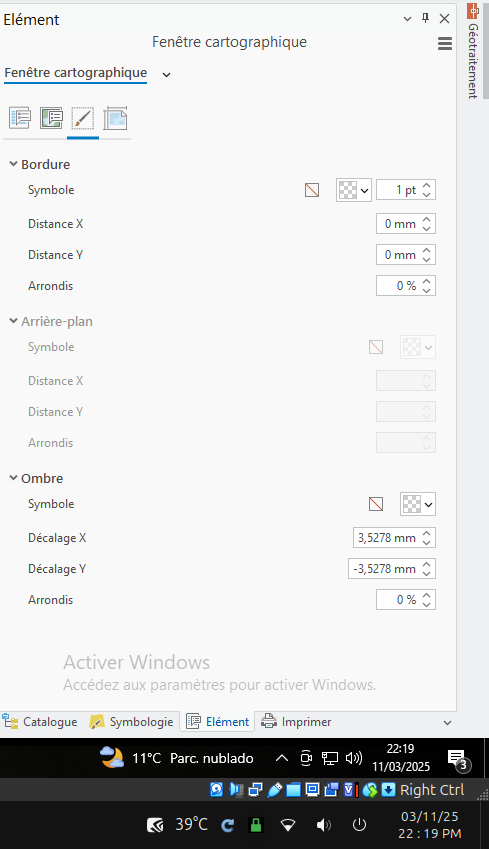 Elément
Fenêtre cartographique
Géotraitement
Fenêtre cartographique
Bordure
Symbole 1 pt
Distance X 0 mm
Distance Y 0 mm
Arrondis 0 %
Arrière-plan
Symbole
Distance X
Distance Y
Arrondis
Ombre
Symbole
Décalage X 3,5278 mm
Décalage Y -3,5278 mm
Arrondis 0 %
Activer Windows
Accédez aux paramètres pour activer Windows.
Catalogue Symbologie Elément Imprimer
11°C Parc. nublado 22:19
11/03/2025 3
Right Ctrl
39°C 03/11/25
22 : 19 PM